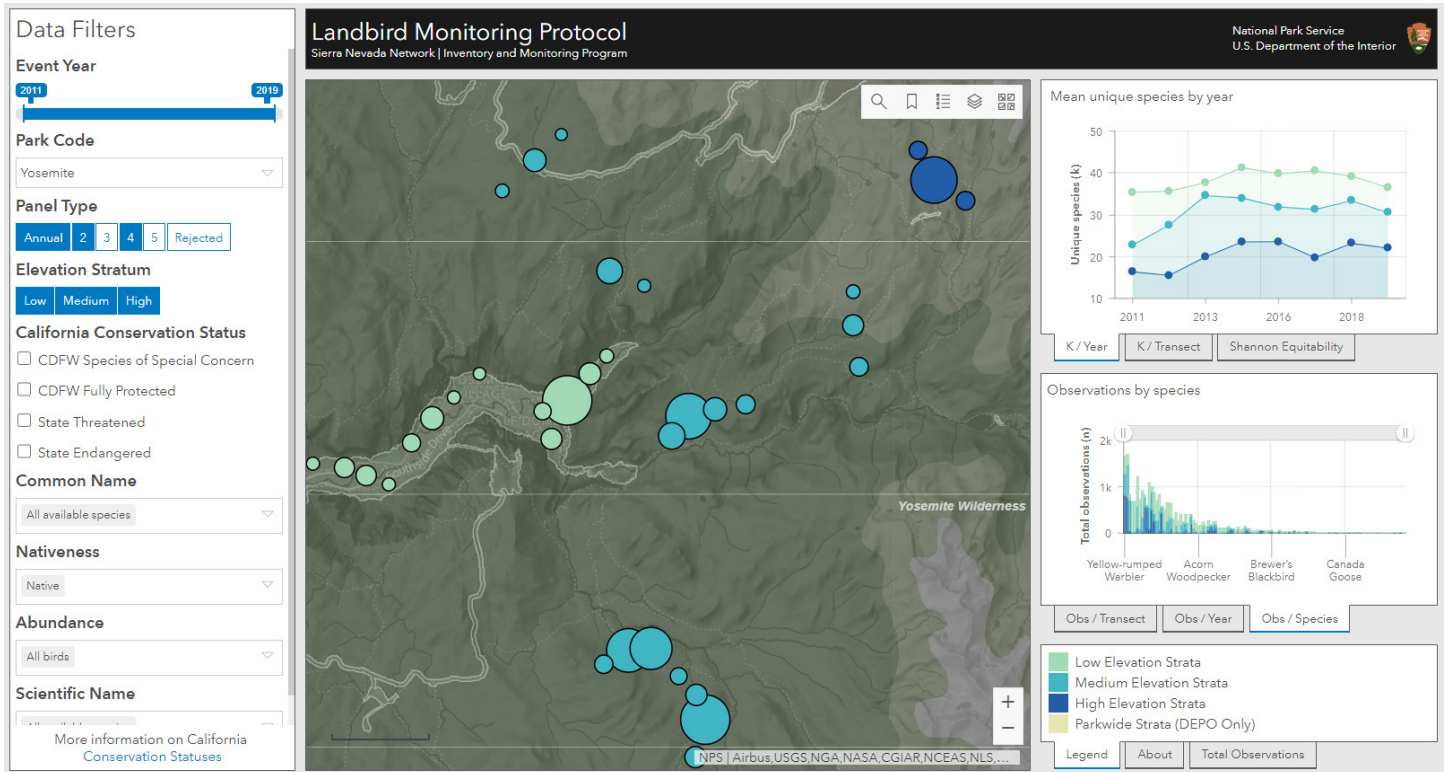 Data Filters
Event Year
2011
2019
Park Code
Yosemite
Panel Type
Annual 2 3 4 5 Rejected
Elevation Stratum
Low Medium High
California Conservation Status
CDFW Species of Special Concern
CDFW Fully Protected
State Threatened
State Endangered
Common Name
All available species
Nativeness
Native
Abundance
All birds
Scientific Name
More information on California
Conservation Statuses
Landbird Monitoring Protocol
Sierra Nevada Network | Inventory and Monitoring Program
National Park Service
U.S. Department of the Interior
Yosemite Wilderness
+
−
NPS | Airbus,USGS,NGA,NASA,CGIAR,NCEAS,NLS,...
Mean unique species by year
Unique species (k)
50
40
30
20
10
2011 2013 2016 2018
K / Year K / Transect Shannon Equitability
Observations by species
Total observations (n)
2k
1k
0
Yellow-rumped Warbler
Acorn Woodpecker
Brewer's Blackbird
Canada Goose
Obs / Transect Obs / Year Obs / Species
Low Elevation Strata
Medium Elevation Strata
High Elevation Strata
Parkwide Strata (DEPO Only)
Legend About Total Observations